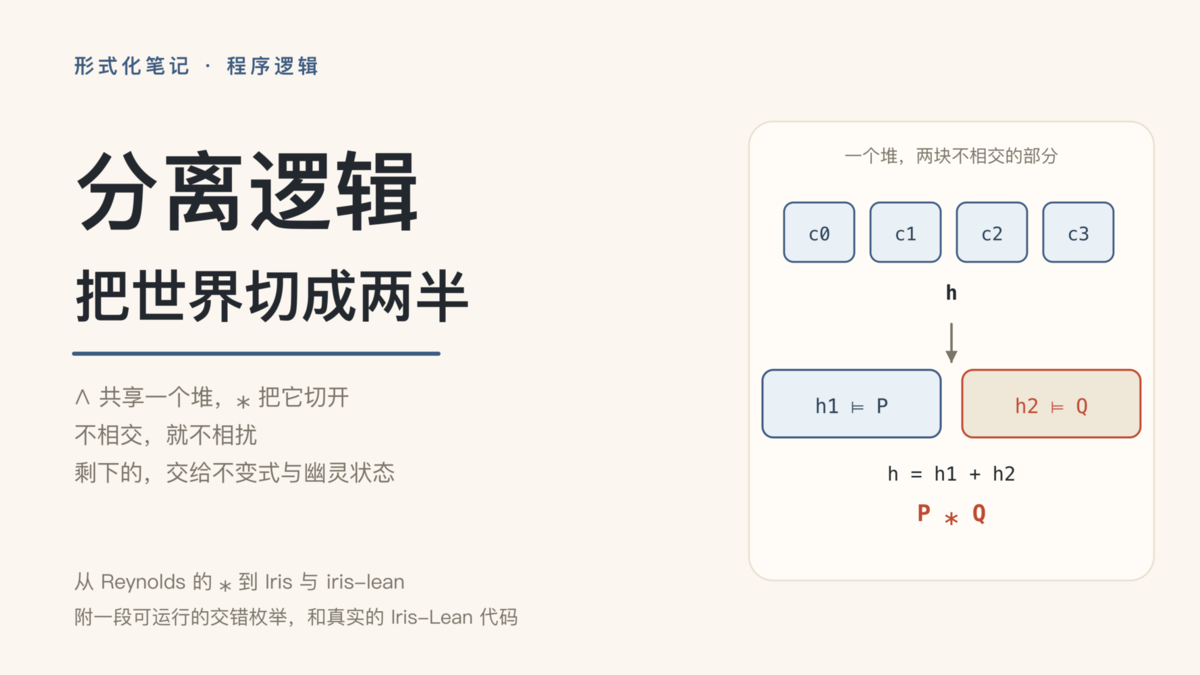 形式化笔记 · 程序逻辑
分离逻辑
把世界切成两半
∧ 共享一个堆，* 把它切开
不相交，就不相扰
剩下的，交给不变式与幽灵状态
从 Reynolds 的 * 到 Iris 与 iris-lean
附一段可运行的交错枚举，和真实的 Iris-Lean 代码
一个堆，两块不相交的部分
c0 c1 c2 c3
h
h1 ⊨ P h2 ⊨ Q
h = h1 + h2
P * Q